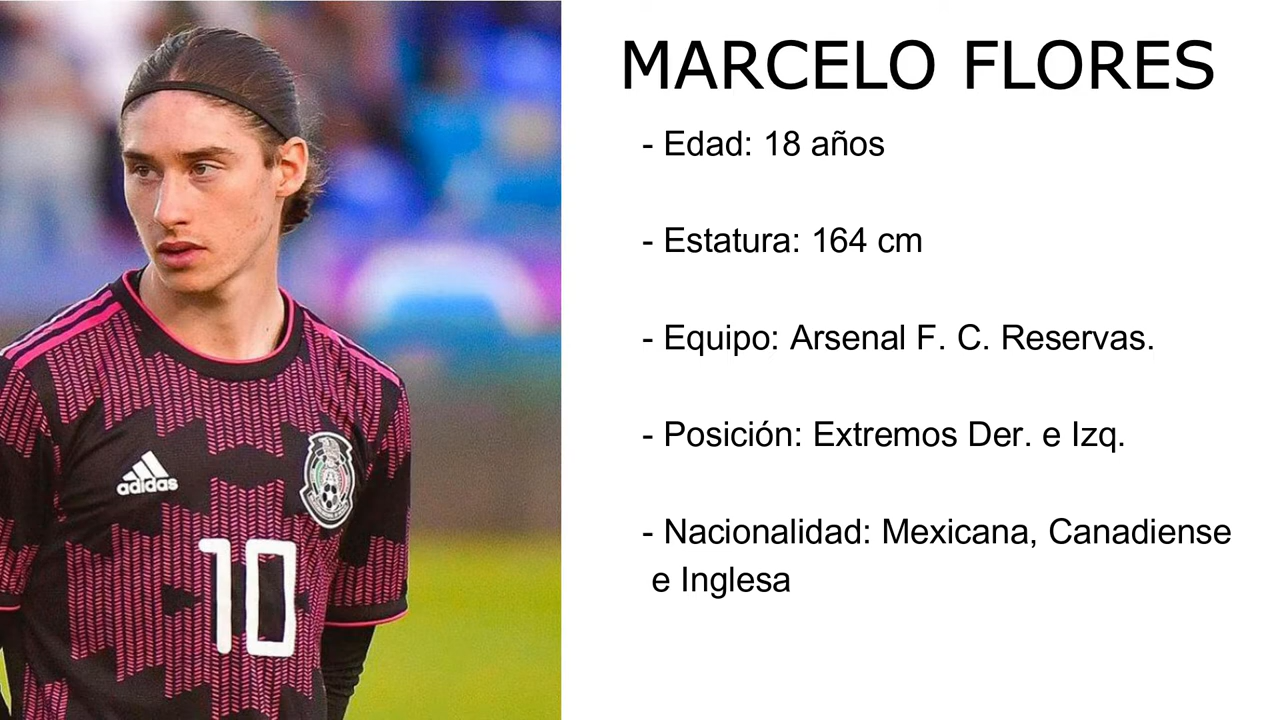 MARCELO FLORES
- Edad: 18 años
- Estatura: 164 cm
- Equipo: Arsenal F. C. Reservas.
- Posición: Extremos Der. e Izq.
- Nacionalidad: Mexicana, Canadiense
e Inglesa
adidas
10